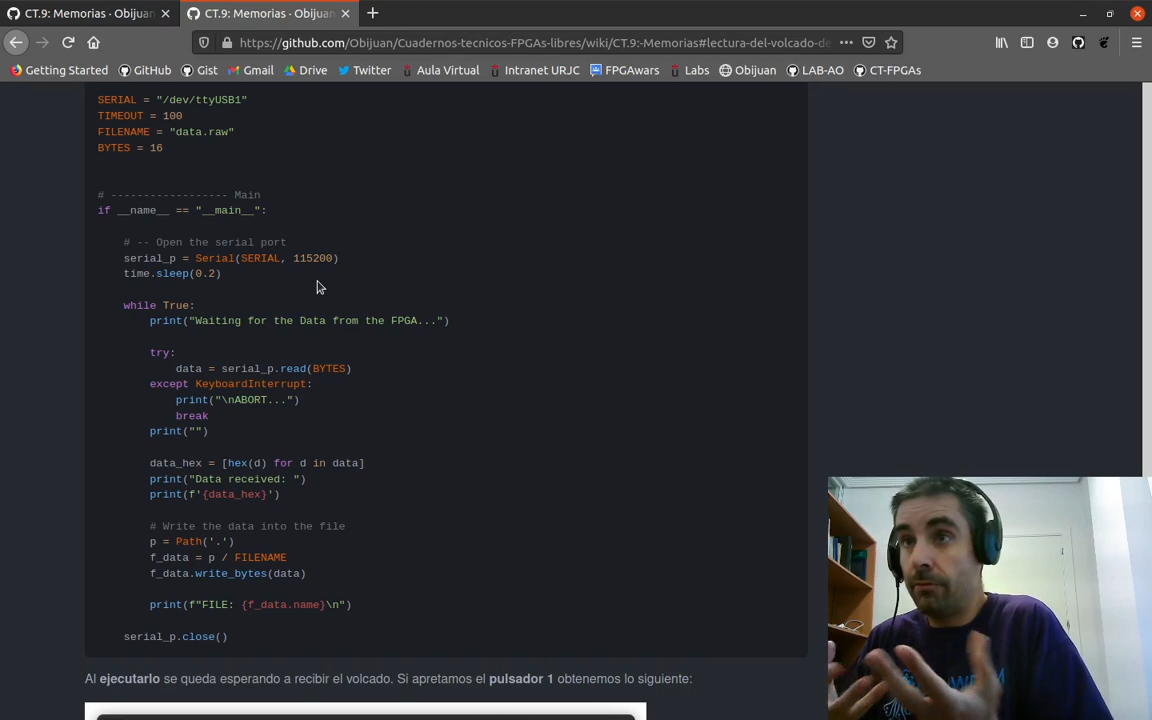 CT.9: Memorias · Obijuan
CT.9: Memorias · Obijuan
https://github.com/Obijuan/Cuadernos-tecnicos-FPGAs-libres/wiki/CT.9:-Memorias#lectura-del-volcado-de
Getting Started GitHub Gist Gmail Drive Twitter Aula Virtual Intranet URJC FPGAwars Labs Obijuan LAB-AO CT-FPGAs
SERIAL = "/dev/ttyUSB1"
TIMEOUT = 100
FILENAME = "data.raw"
BYTES = 16
# ------------------ Main
if __name__ == "__main__":
# -- Open the serial port
serial_p = Serial(SERIAL, 115200)
time.sleep(0.2)
while True:
print("Waiting for the Data from the FPGA...")
try:
data = serial_p.read(BYTES)
except KeyboardInterrupt:
print("\nABORT...")
break
print("")
data_hex = [hex(d) for d in data]
print("Data received: ")
print(f'{data_hex}')
# Write the data into the file
p = Path('.')
f_data = p / FILENAME
f_data.write_bytes(data)
print(f"FILE: {f_data.name}\n")
serial_p.close()
Al ejecutarlo se queda esperando a recibir el volcado. Si apretamos el pulsador 1 obtenemos lo siguiente: